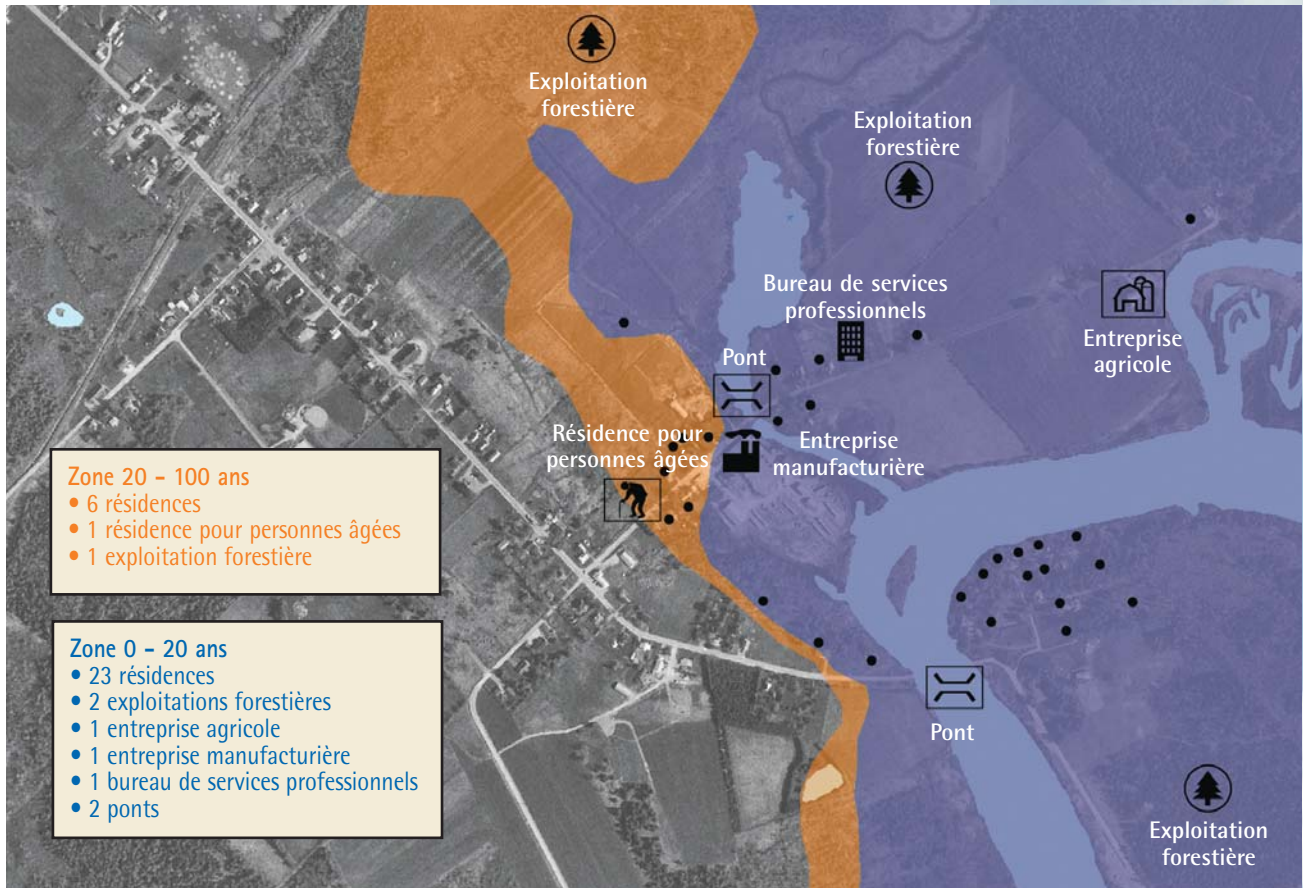 Exploitation
forestière
Exploitation
forestière
Bureau de services
professionnels
Entreprise
agricole
Pont
Résidence pour
personnes âgées
Entreprise
manufacturière
Zone 20 - 100 ans
• 6 résidences
• 1 résidence pour personnes âgées
• 1 exploitation forestière
Zone 0 - 20 ans
• 23 résidences
• 2 exploitations forestières
• 1 entreprise agricole
• 1 entreprise manufacturière
• 1 bureau de services professionnels
• 2 ponts
Pont
Exploitation
forestière